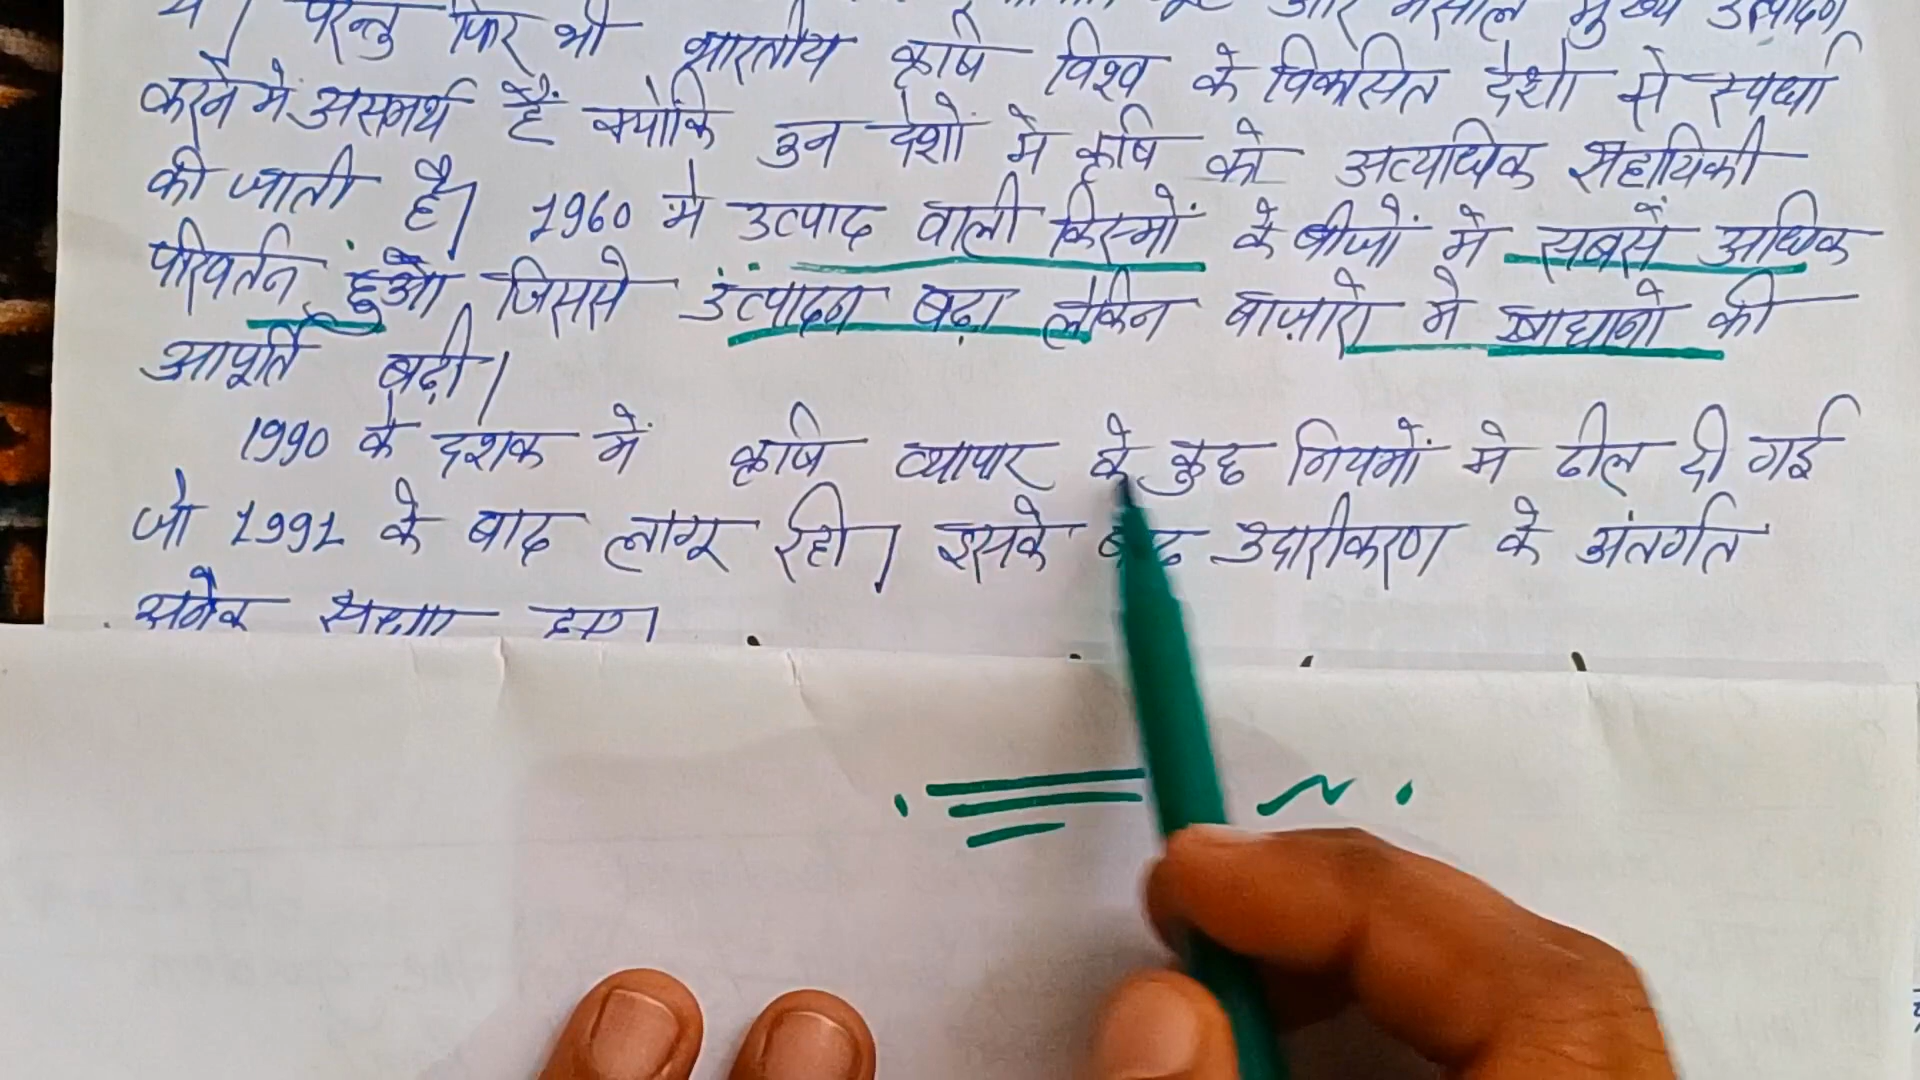 थे। परन्तु फिर भी भारतीय कृषि विश्व के विकसित देशो से स्पर्धा
करने में असमर्थ हैं क्योंकि उन देशों मे कृषि को अत्याधिक सहायिकी
की जाती है। 1960 मे उत्पाद वाली किस्मों के बीजों मे सबसें अधिक
परिवर्तन हुओ जिससे उत्पादन बढ़ा लेकिन बाज़ारो मे खाद्यानो की
आपूर्ति बढ़ी।
1990 के दशक में कृषि व्यापार के कुछ नियमों मे ढील दी गई
जो 1991 के बाद लागू रही। इसके बाद उदारीकरण के अंतर्गत
अनेक